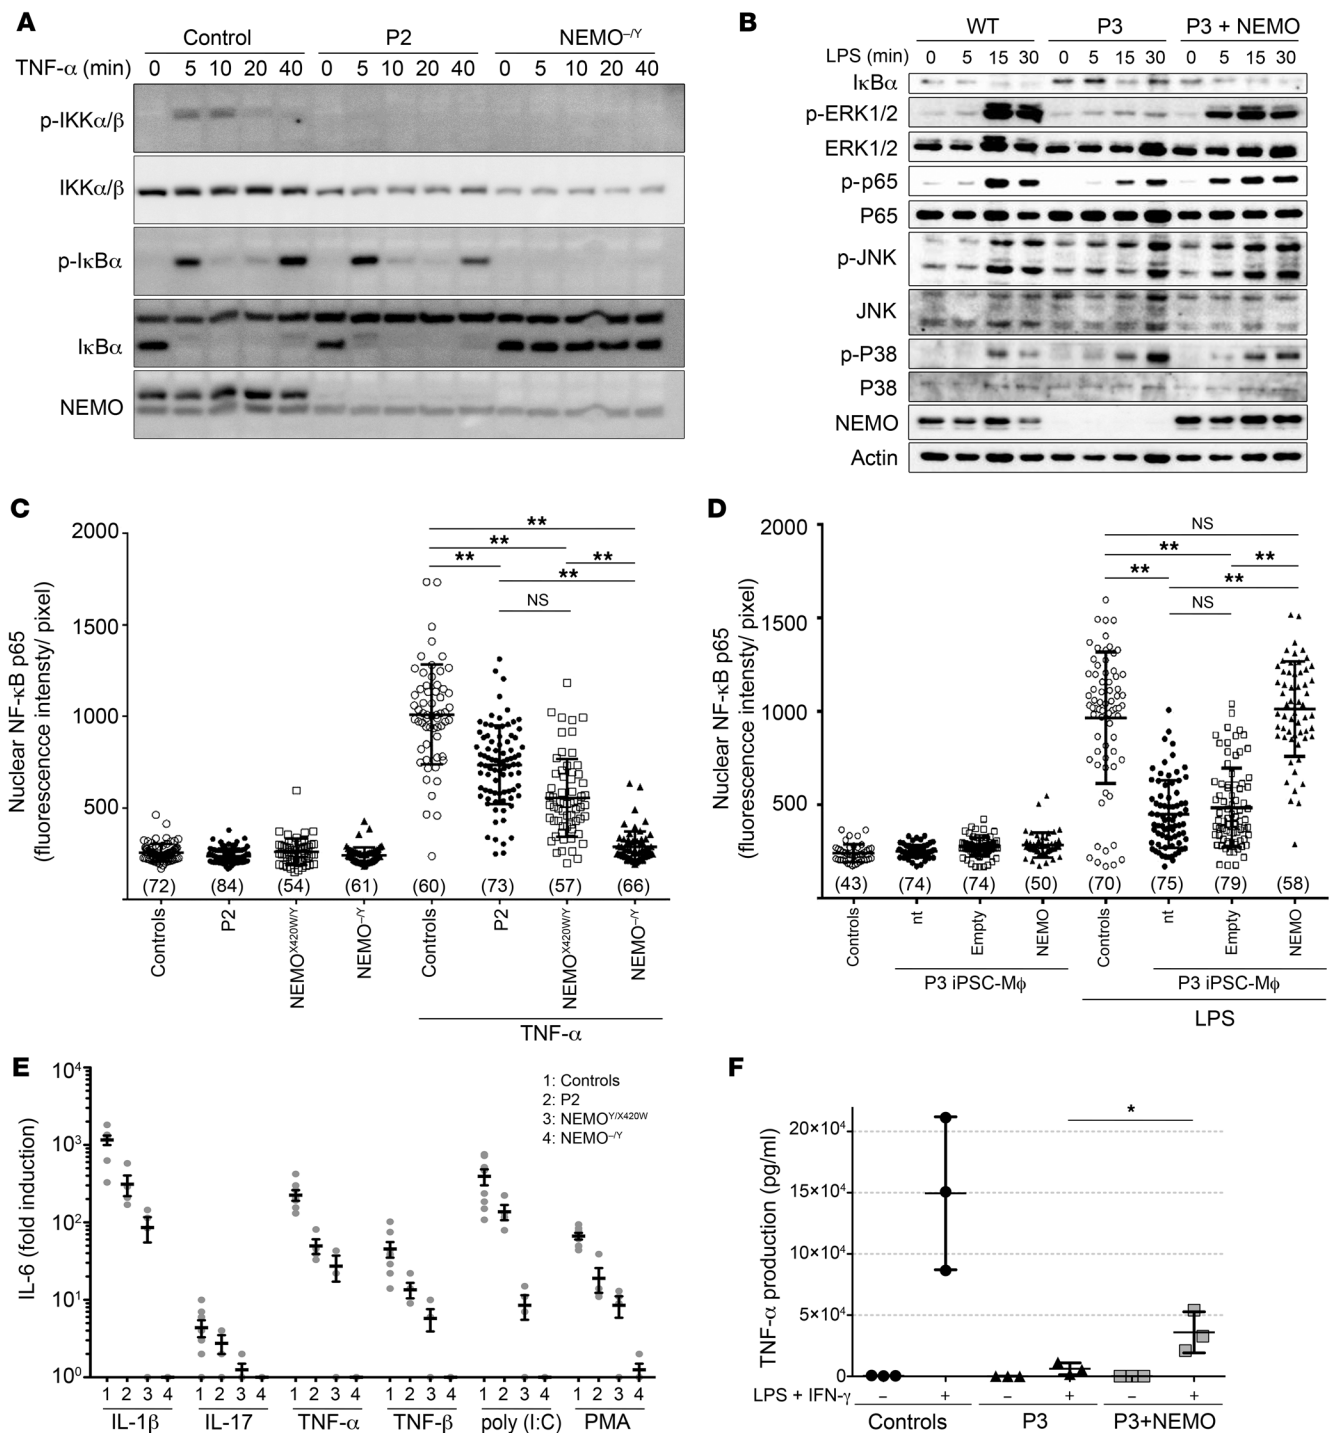 A
Control P2 NEMO–/Y
TNF-α (min) 0 5 10 20 40 0 5 10 20 40 0 5 10 20 40
p-IKKα/β
IKKα/β
p-IκBα
IκBα
NEMO
B
WT P3 P3 + NEMO
LPS (min) 0 5 15 30 0 5 15 30 0 5 15 30
IκBα
p-ERK1/2
ERK1/2
p-p65
P65
p-JNK
JNK
p-P38
P38
NEMO
Actin
C
Nuclear NF-κB p65
(fluorescence intensty/ pixel)
2000
1500
1000
500
** 
**
** **
**
NS
(72) (84) (54) (61) (60) (73) (57) (66)
Controls P2 NEMOX420W/Y NEMO–/Y Controls P2 NEMOX420W/Y NEMO–/Y
TNF-α
D
Nuclear NF-κB p65
(fluorescecce intensity/ pixel)
2000
1500
1000
500
NS
** **
** **
NS
(43) (74) (74) (50) (70) (75) (79) (58)
Controls nt Empty NEMO Controls nt Empty NEMO
P3 iPSC-Mϕ P3 iPSC-Mϕ
LPS
E
IL-6 (fold induction)
10⁴
10³
10²
10¹
10⁰
1: Controls
2: P2
3: NEMOY/X420W
4: NEMO–/Y
1 2 3 4 1 2 3 4 1 2 3 4 1 2 3 4 1 2 3 4 1 2 3 4
IL-1β IL-17 TNF-α TNF-β poly (I:C) PMA
F
TNF-α production (pg/ml)
*
20×10⁴
15×10⁴
10×10⁴
5×10⁴
0
LPS + IFN-γ – + – + – +
Controls P3 P3+NEMO